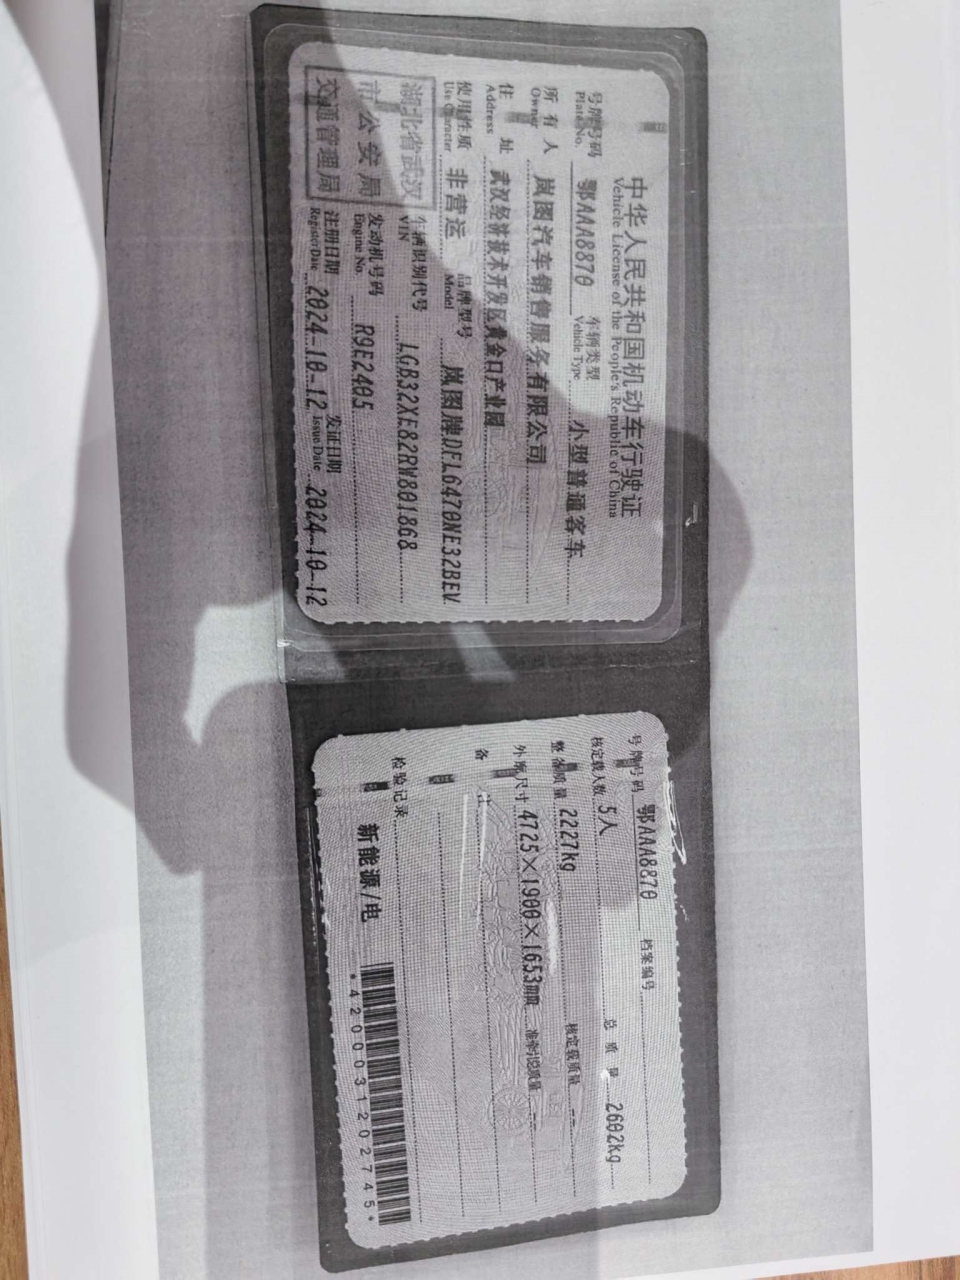 中华人民共和国机动车行驶证
Vehicle License of the People's Republic of China
号牌号码 鄂AAA8870 车辆类型 小型普通客车
Plate No. Vehicle Type
所有人 岚图汽车销售服务有限公司
Owner
住址 武汉经济技术开发区黄金口产业园
Address
使用性质 非营运 品牌型号 岚图牌DFL6470NE32BEV
Use Character Model
湖北省武汉
市公安局
交通管理局
车辆识别代号 LGB32XE82RW801868
VIN
发动机号码 R9E2405
Engine No.
注册日期 2024-10-12 发证日期 2024-10-12
Register Date Issue Date
号牌号码 鄂AAA8870 档案编号
核定载人数 5人 总质量 2602kg
整备质量 2227kg 核定载质量 --
外廓尺寸 4725×1900×1653mm 准牵引总质量 --
备
检验记录
新能源/电
*4200031202745*